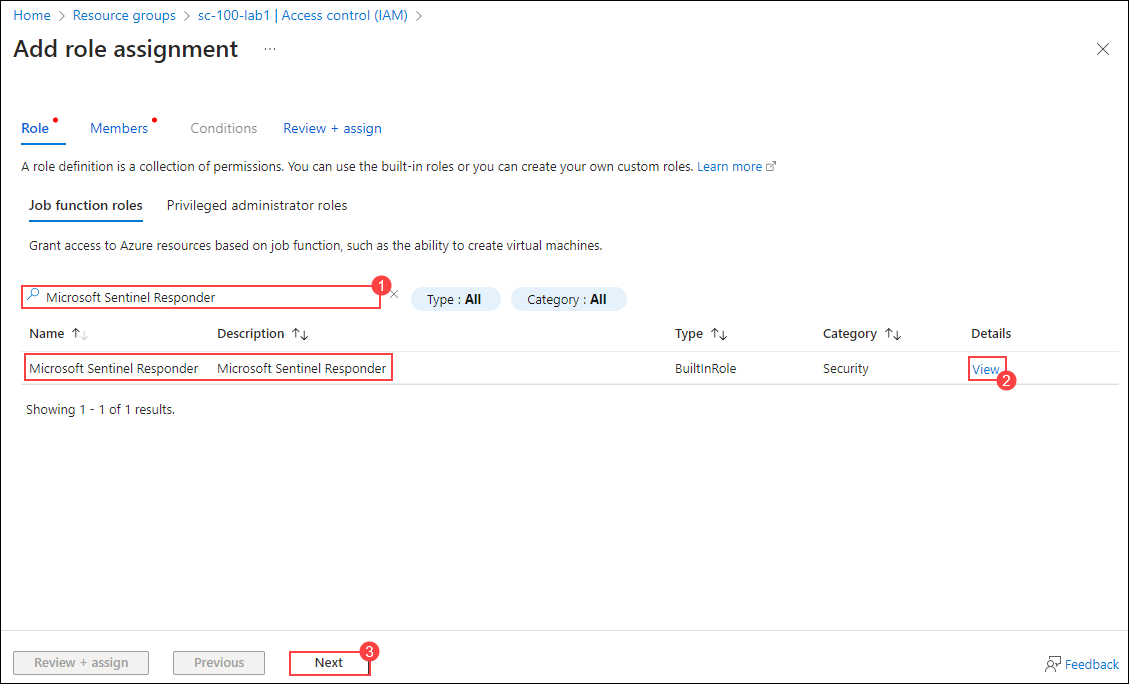 Home > Resource groups > sc-100-lab1 | Access control (IAM) >
Add role assignment ...
Role Members Conditions Review + assign
A role definition is a collection of permissions. You can use the built-in roles or you can create your own custom roles. Learn more
Job function roles Privileged administrator roles
Grant access to Azure resources based on job function, such as the ability to create virtual machines.
Microsoft Sentinel Responder 1 Type : All Category : All
Name Description Type Category Details
Microsoft Sentinel Responder Microsoft Sentinel Responder BuiltInRole Security View 2
Showing 1 - 1 of 1 results.
Review + assign Previous Next 3 Feedback